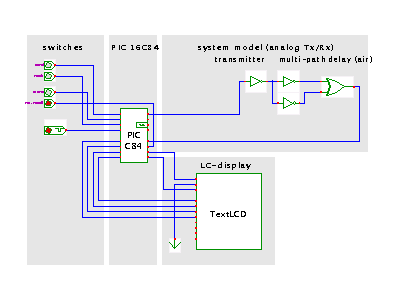 switches
PIC 16C84
system model (analog Tx/Rx)
transmitter
multi-path delay (air)
PIC
C84
LC-display
TextLCD